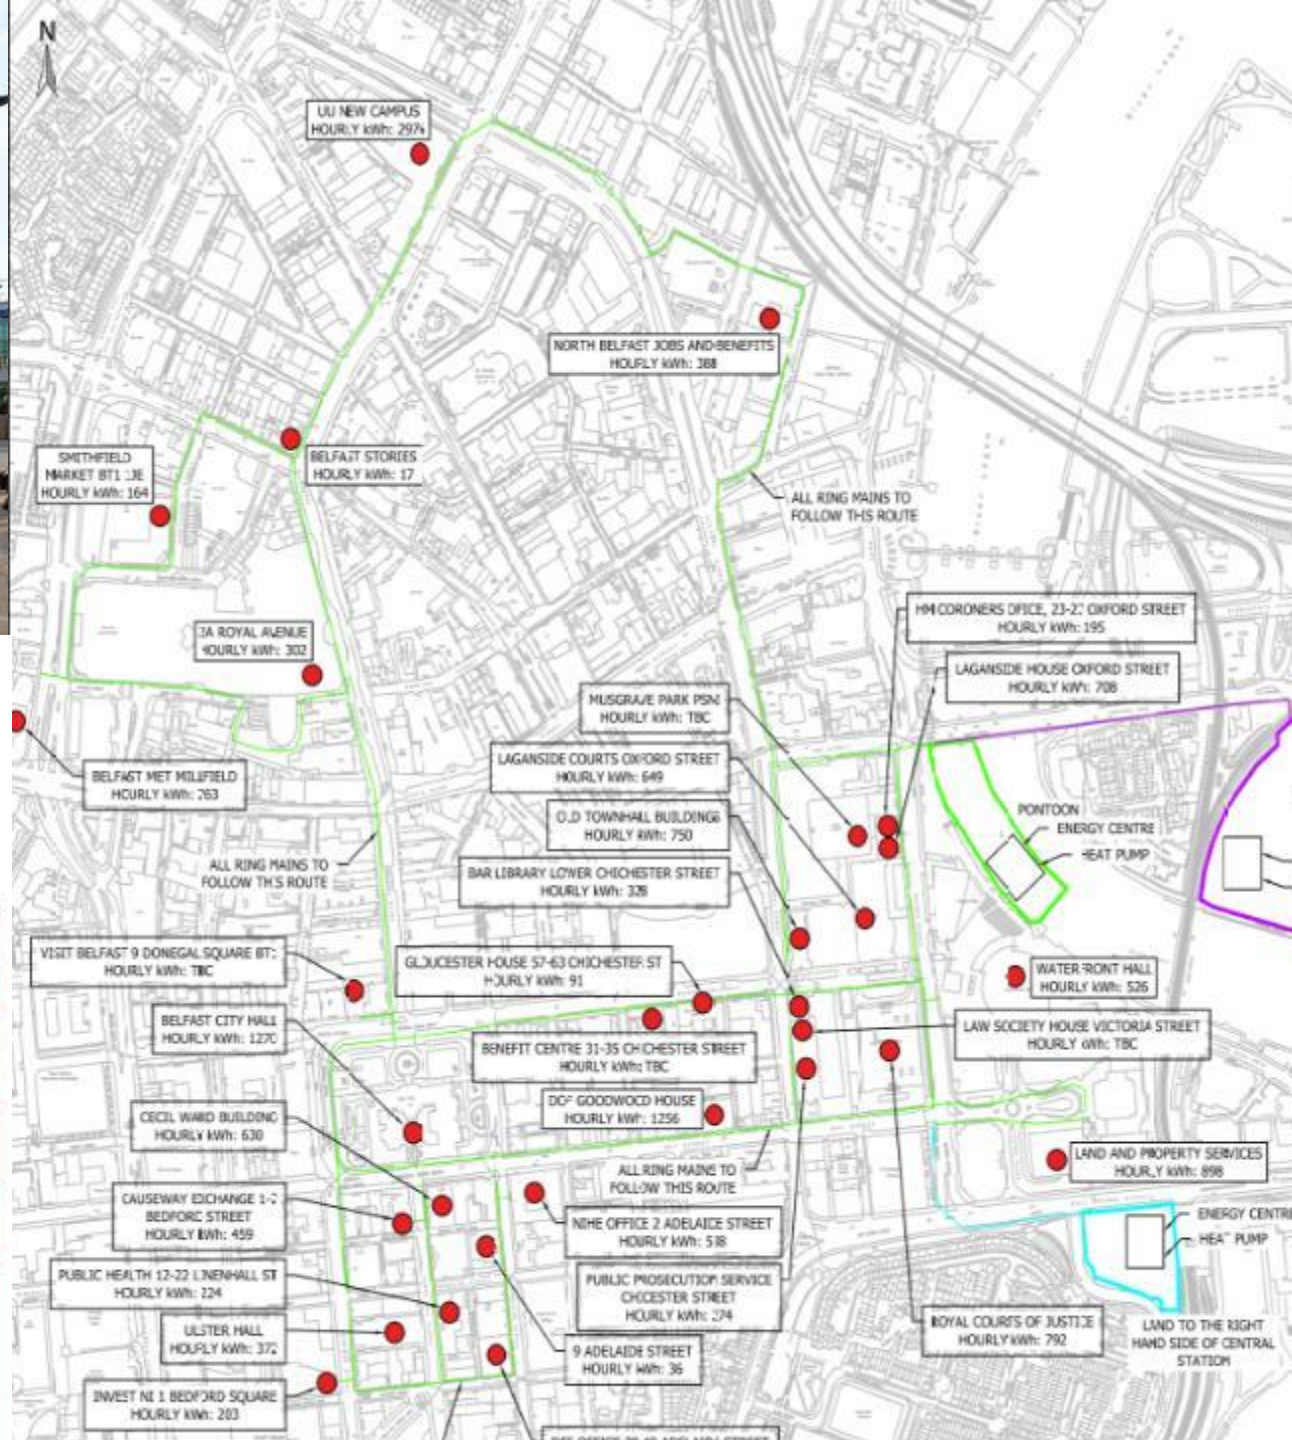 N
UU NEW CAMPUS
HOURLY kWh: 2974
NORTH BELFAST JOBS AND BENEFITS
HOURLY kWh: 388
SMITHFIELD
MARKET BT1
HOURLY kWh: 164
BELFAST STORIES
HOURLY kWh: 17
ALL RING MAINS TO
FOLLOW THIS ROUTE
HM CORONERS OFICE, OXFORD STREET
HOURLY kWh: 195
ROYAL AVENUE
HOURLY kWh: 302
LAGANSIDE HOUSE OXFORD STREET
HOURLY kWh: 708
MUSGRAVE PARK PSNI
HOURLY kWh: TBC
LAGANSIDE COURTS OXFORD STREET
HOURLY kWh: 649
BELFAST MET MILLFIELD
HOURLY kWh: 263
OLD TOWNHALL BUILDINGS
HOURLY kWh: 750
PONTOON
ENERGY CENTRE
HEAT PUMP
ALL RING MAINS TO
FOLLOW THIS ROUTE
BAR LIBRARY LOWER CHICHESTER STREET
HOURLY kWh: 328
VISIT BELFAST 9 DONEGAL SQUARE
HOURLY kWh: TBC
GLOUCESTER HOUSE 57-63 CHICHESTER ST
HOURLY kWh: 91
WATERFRONT HALL
HOURLY kWh: 526
BELFAST CITY HALL
HOURLY kWh: 1270
LAW SOCIETY HOUSE VICTORIA STREET
HOURLY kWh: TBC
BENEFIT CENTRE 31-35 CHICHESTER STREET
HOURLY kWh: TBC
DOF GOODWOOD HOUSE
HOURLY kWh: 1256
CECIL WARD BUILDING
HOURLY kWh: 630
ALL RING MAINS TO
FOLLOW THIS ROUTE
LAND AND PROPERTY SERVICES
HOURLY kWh: 898
CAUSEWAY EXCHANGE 1-7
BEDFORD STREET
HOURLY kWh: 459
NIHE OFFICE 2 ADELAIDE STREET
HOURLY kWh: 518
ENERGY CENTRE
HEAT PUMP
PUBLIC HEALTH 12-22 LINENHALL ST
HOURLY kWh: 224
PUBLIC PROSECUTION SERVICE
CHICESTER STREET
HOURLY kWh: 274
ULSTER HALL
HOURLY kWh: 372
ROYAL COURTS OF JUSTICE
HOURLY kWh: 792
LAND TO THE RIGHT
HAND SIDE OF CENTRAL
STATION
9 ADELAIDE STREET
HOURLY kWh: 36
INVEST NI 1 BEDFORD SQUARE
HOURLY kWh: 203